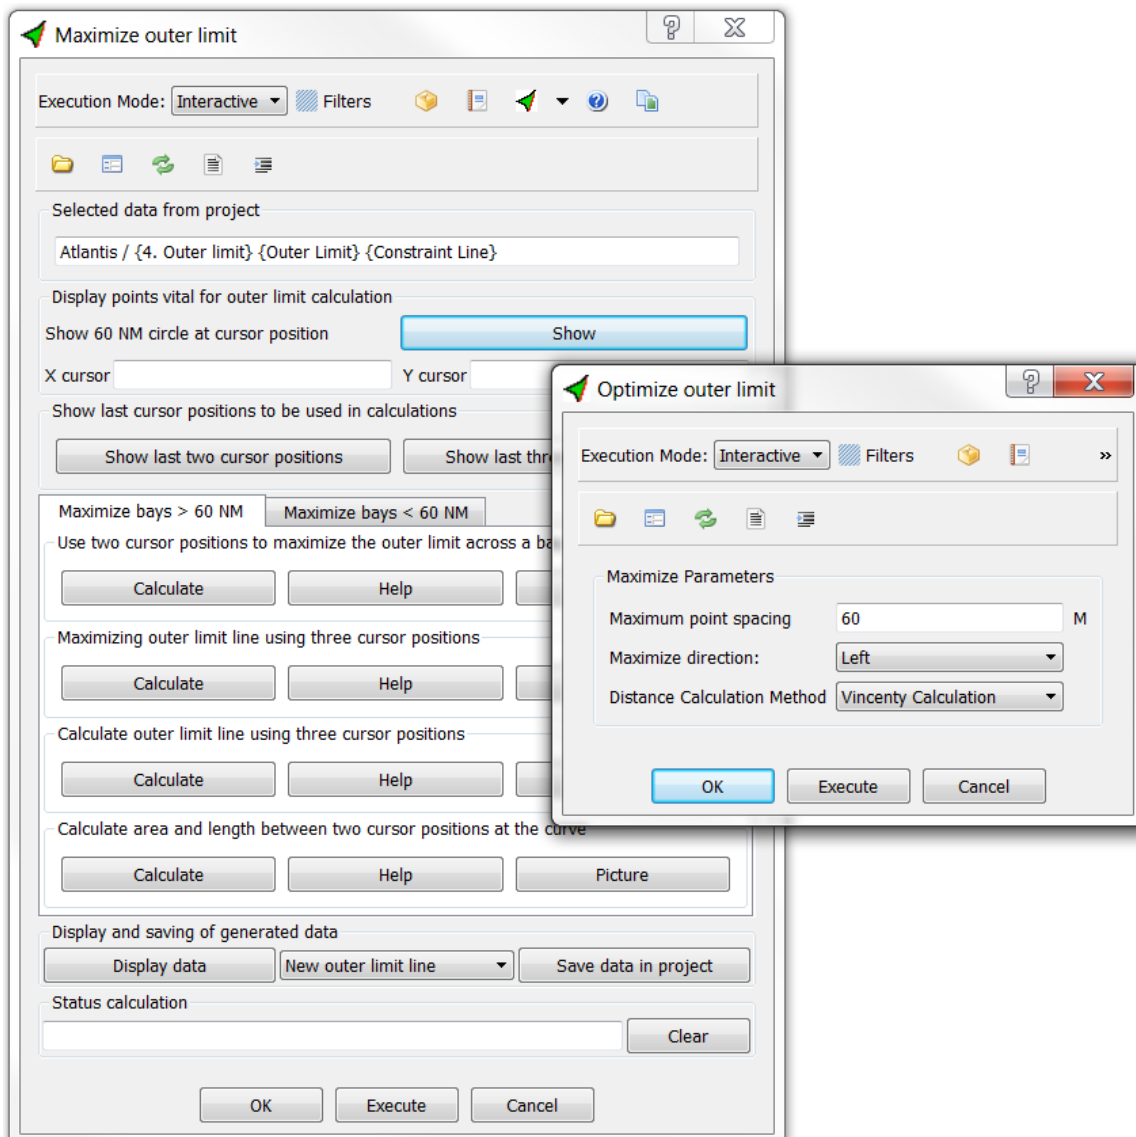 Maximize outer limit
Execution Mode: Interactive Filters
Selected data from project
Atlantis / {4. Outer limit} {Outer Limit} {Constraint Line}
Display points vital for outer limit calculation
Show 60 NM circle at cursor position Show
X cursor Y cursor
Show last cursor positions to be used in calculations
Show last two cursor positions Show last
Maximize bays > 60 NM Maximize bays < 60 NM
Use two cursor positions to maximize the outer limit across a
Calculate Help
Maximizing outer limit line using three cursor positions
Calculate Help
Calculate outer limit line using three cursor positions
Calculate Help
Calculate area and length between two cursor positions at the curve
Calculate Help Picture
Display and saving of generated data
Display data New outer limit line Save data in project
Status calculation
Clear
OK Execute Cancel
Optimize outer limit
Execution Mode: Interactive Filters »
Maximize Parameters
Maximum point spacing 60 M
Maximize direction: Left
Distance Calculation Method Vincenty Calculation
OK Execute Cancel